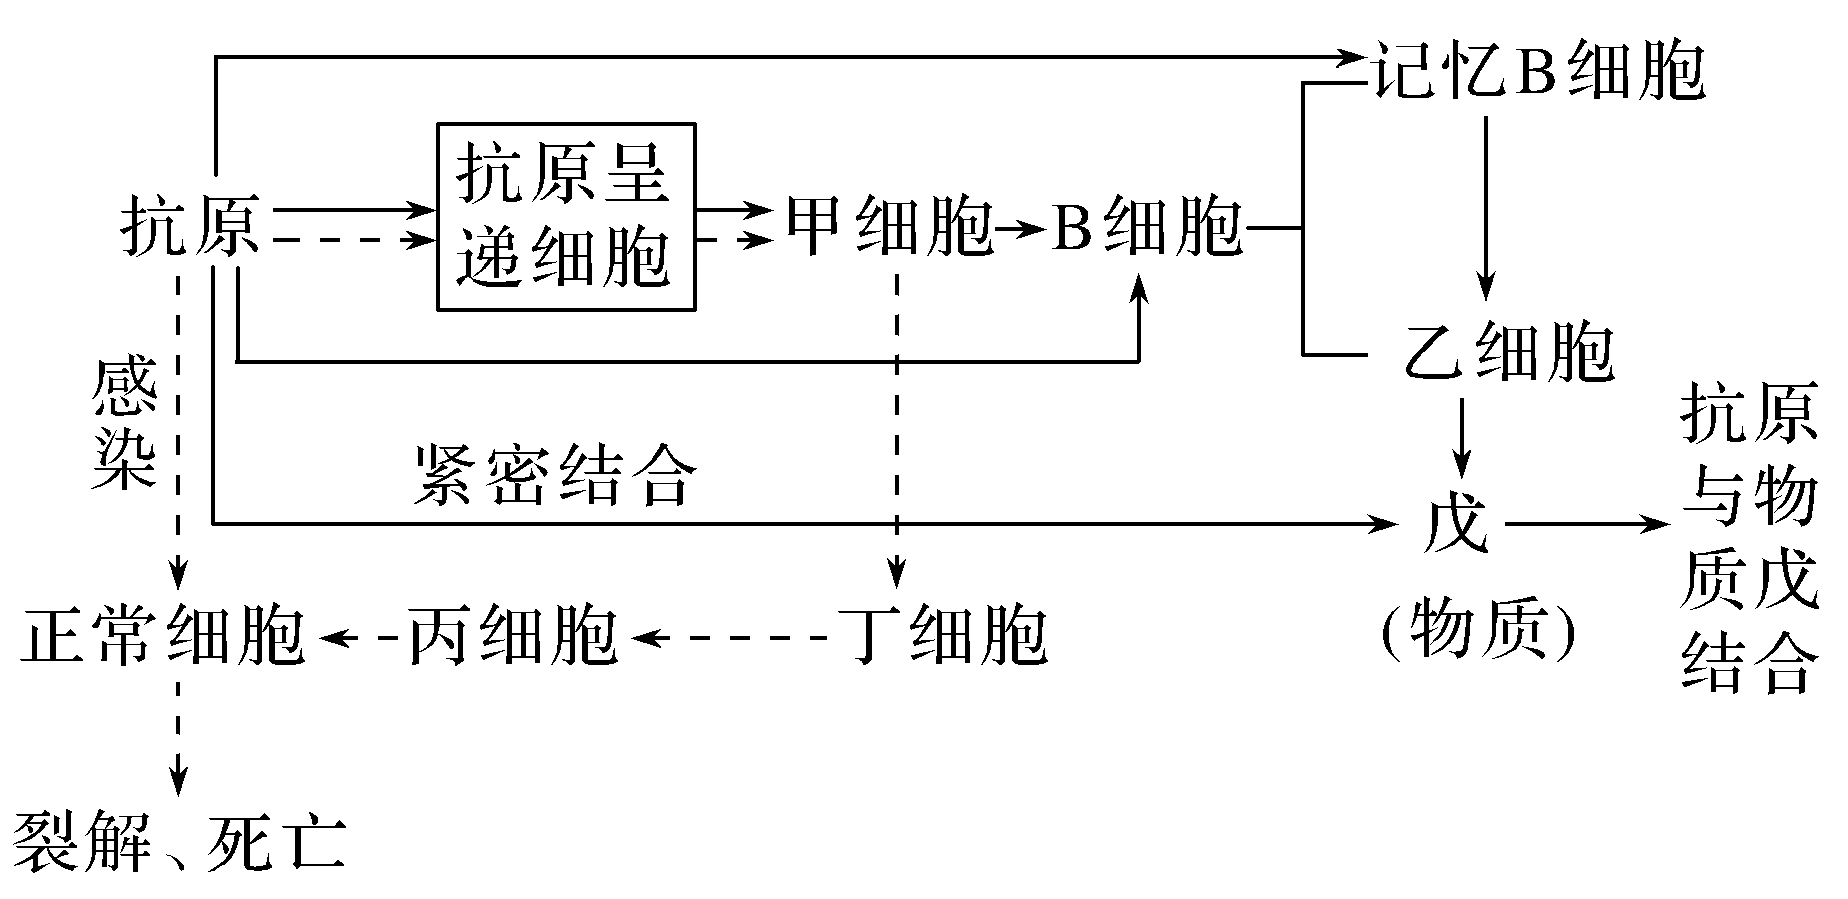 记忆B细胞
抗原呈
递细胞
抗原
甲细胞
B细胞
乙细胞
感
染
紧密结合
戊
(物质)
抗原
与物
质戊
结合
正常细胞
丙细胞
丁细胞
裂解、死亡